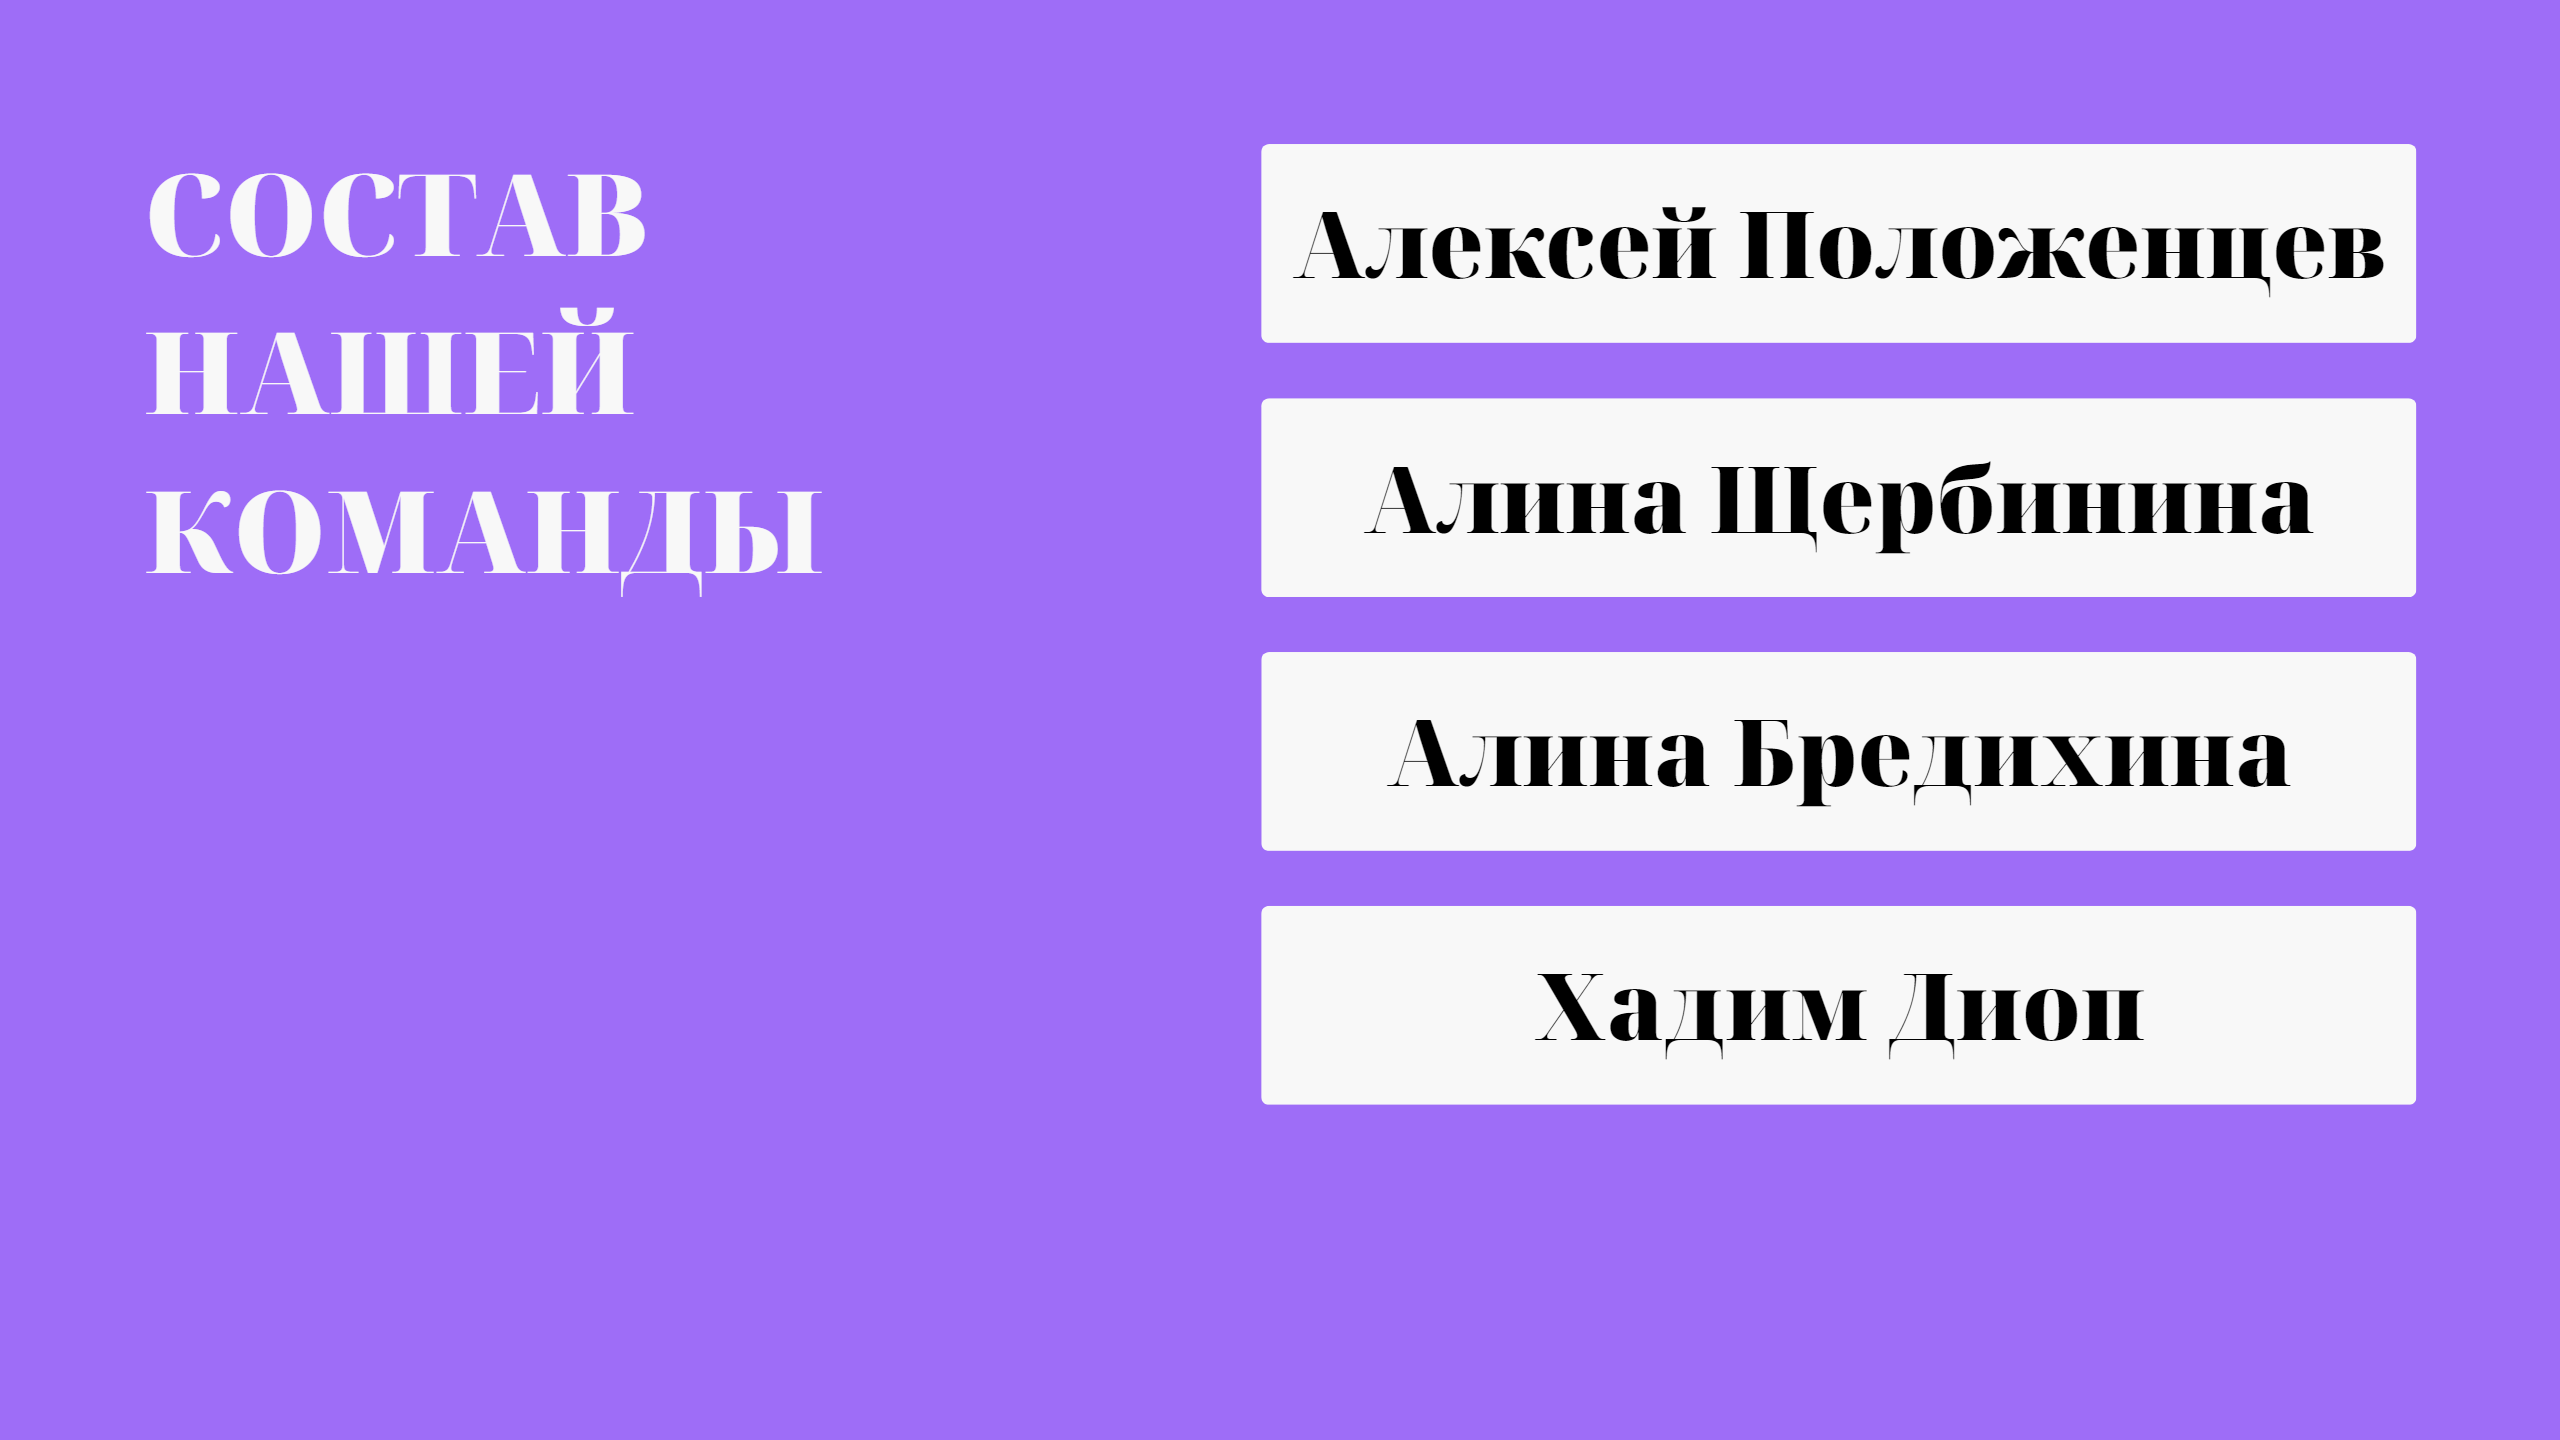 СОСТАВ
НАШЕЙ
КОМАНДЫ
Алексей Положенцев
Алина Щербинина
Алина Бредихина
Хадим Диоп